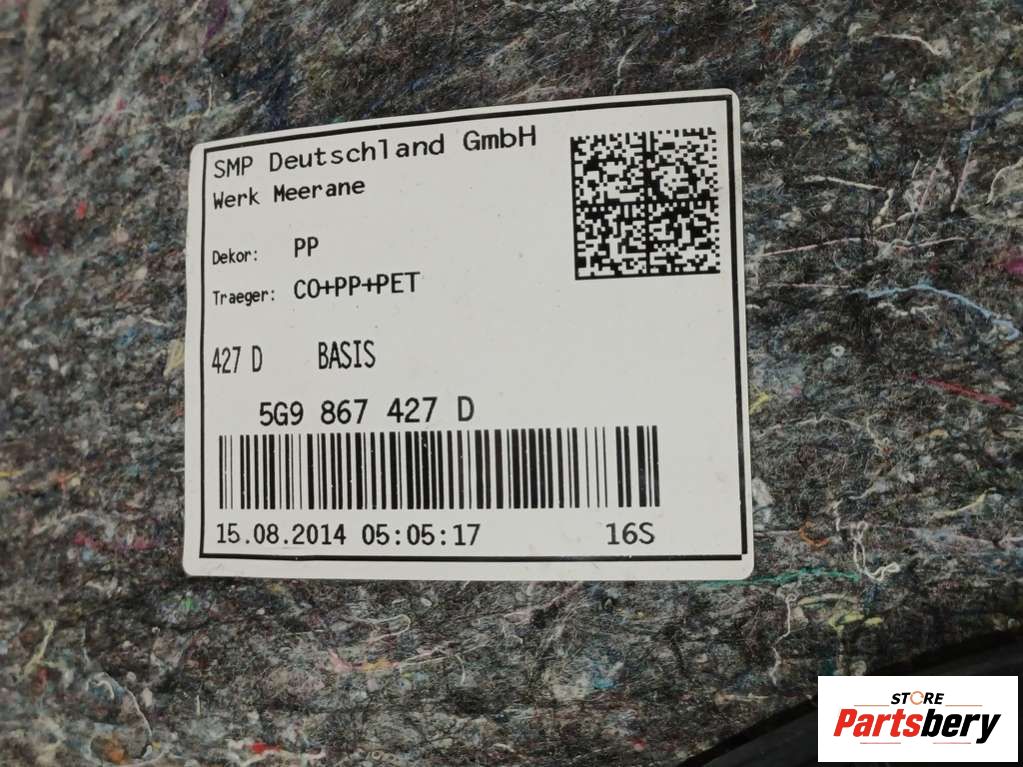 SMP Deutschland GmbH
Werk Meerane
Dekor: PP
Traeger: CO+PP+PET
427 D BASIS
5G9 867 427 D
15.08.2014 05:05:17 16S
STORE
Partsbery